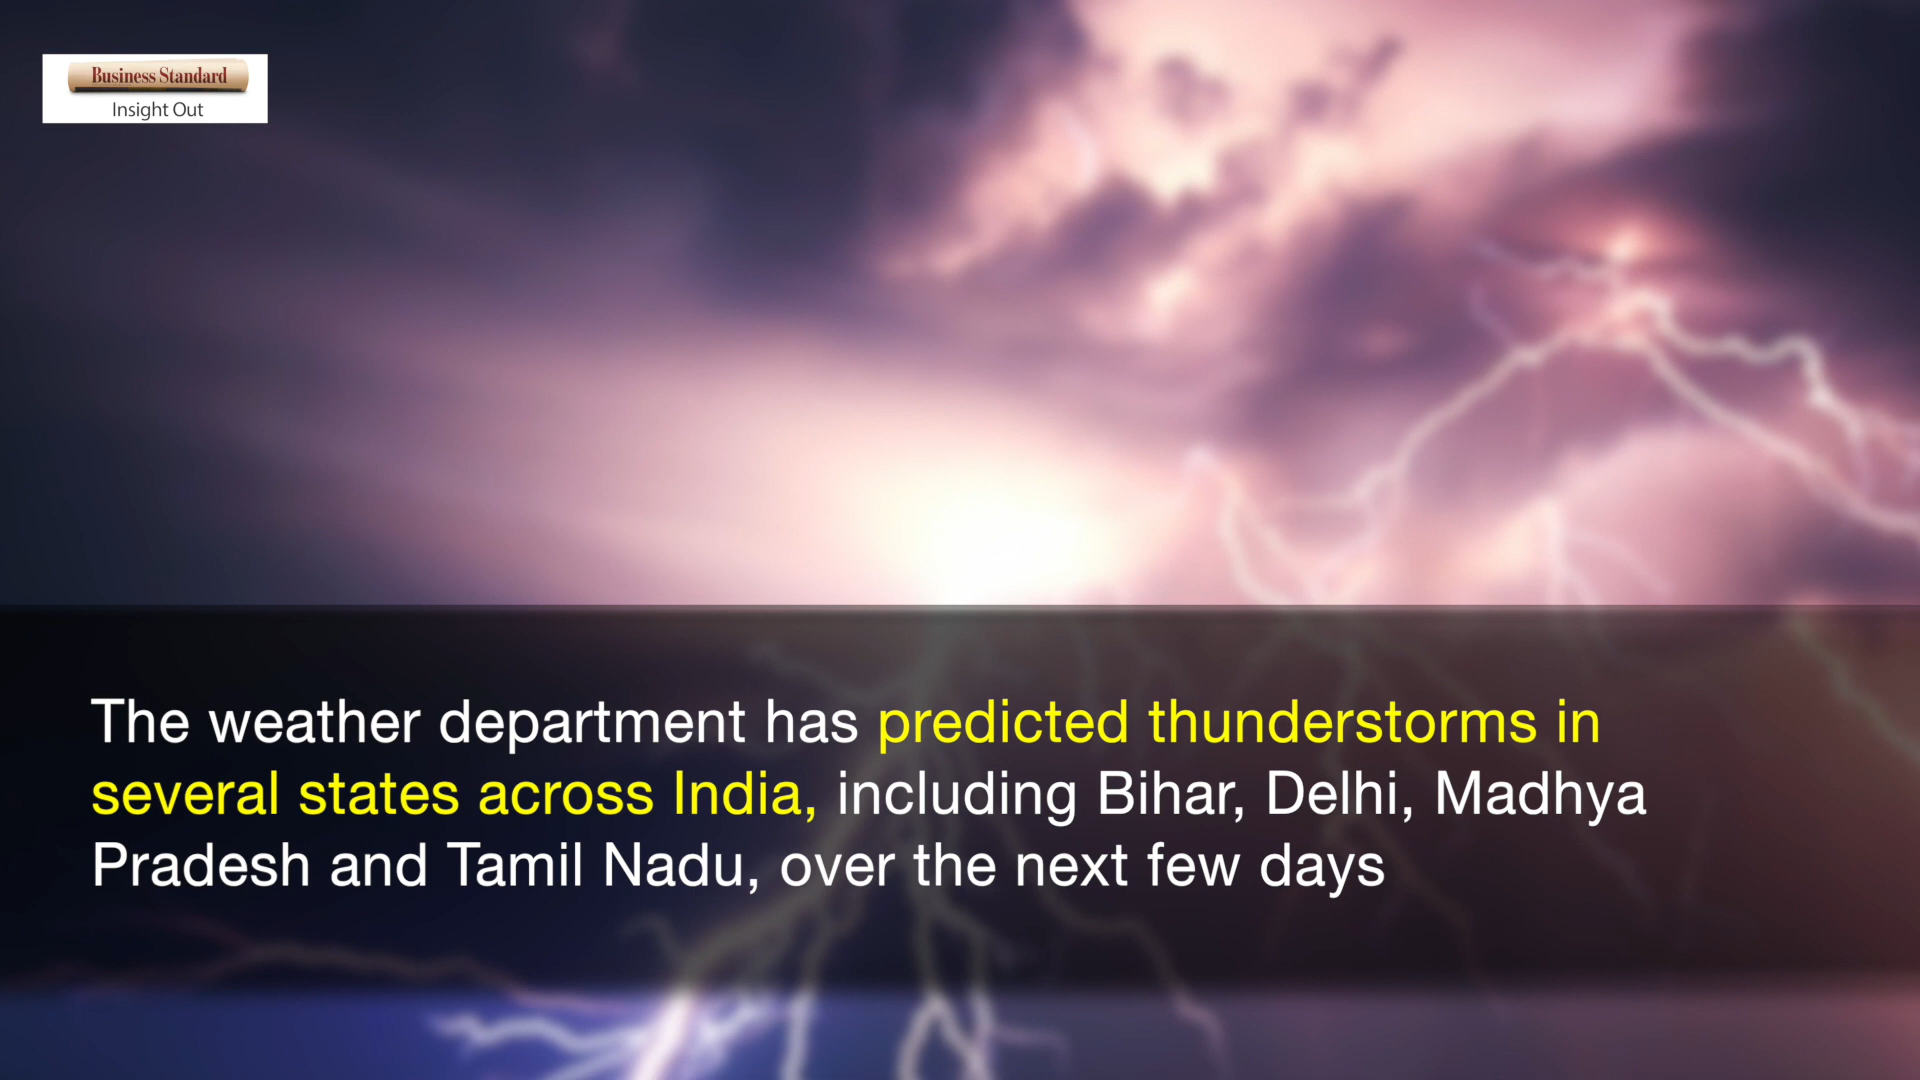 Business Standard
Insight Out
The weather department has predicted thunderstorms in
several states across India, including Bihar, Delhi, Madhya
Pradesh and Tamil Nadu, over the next few days